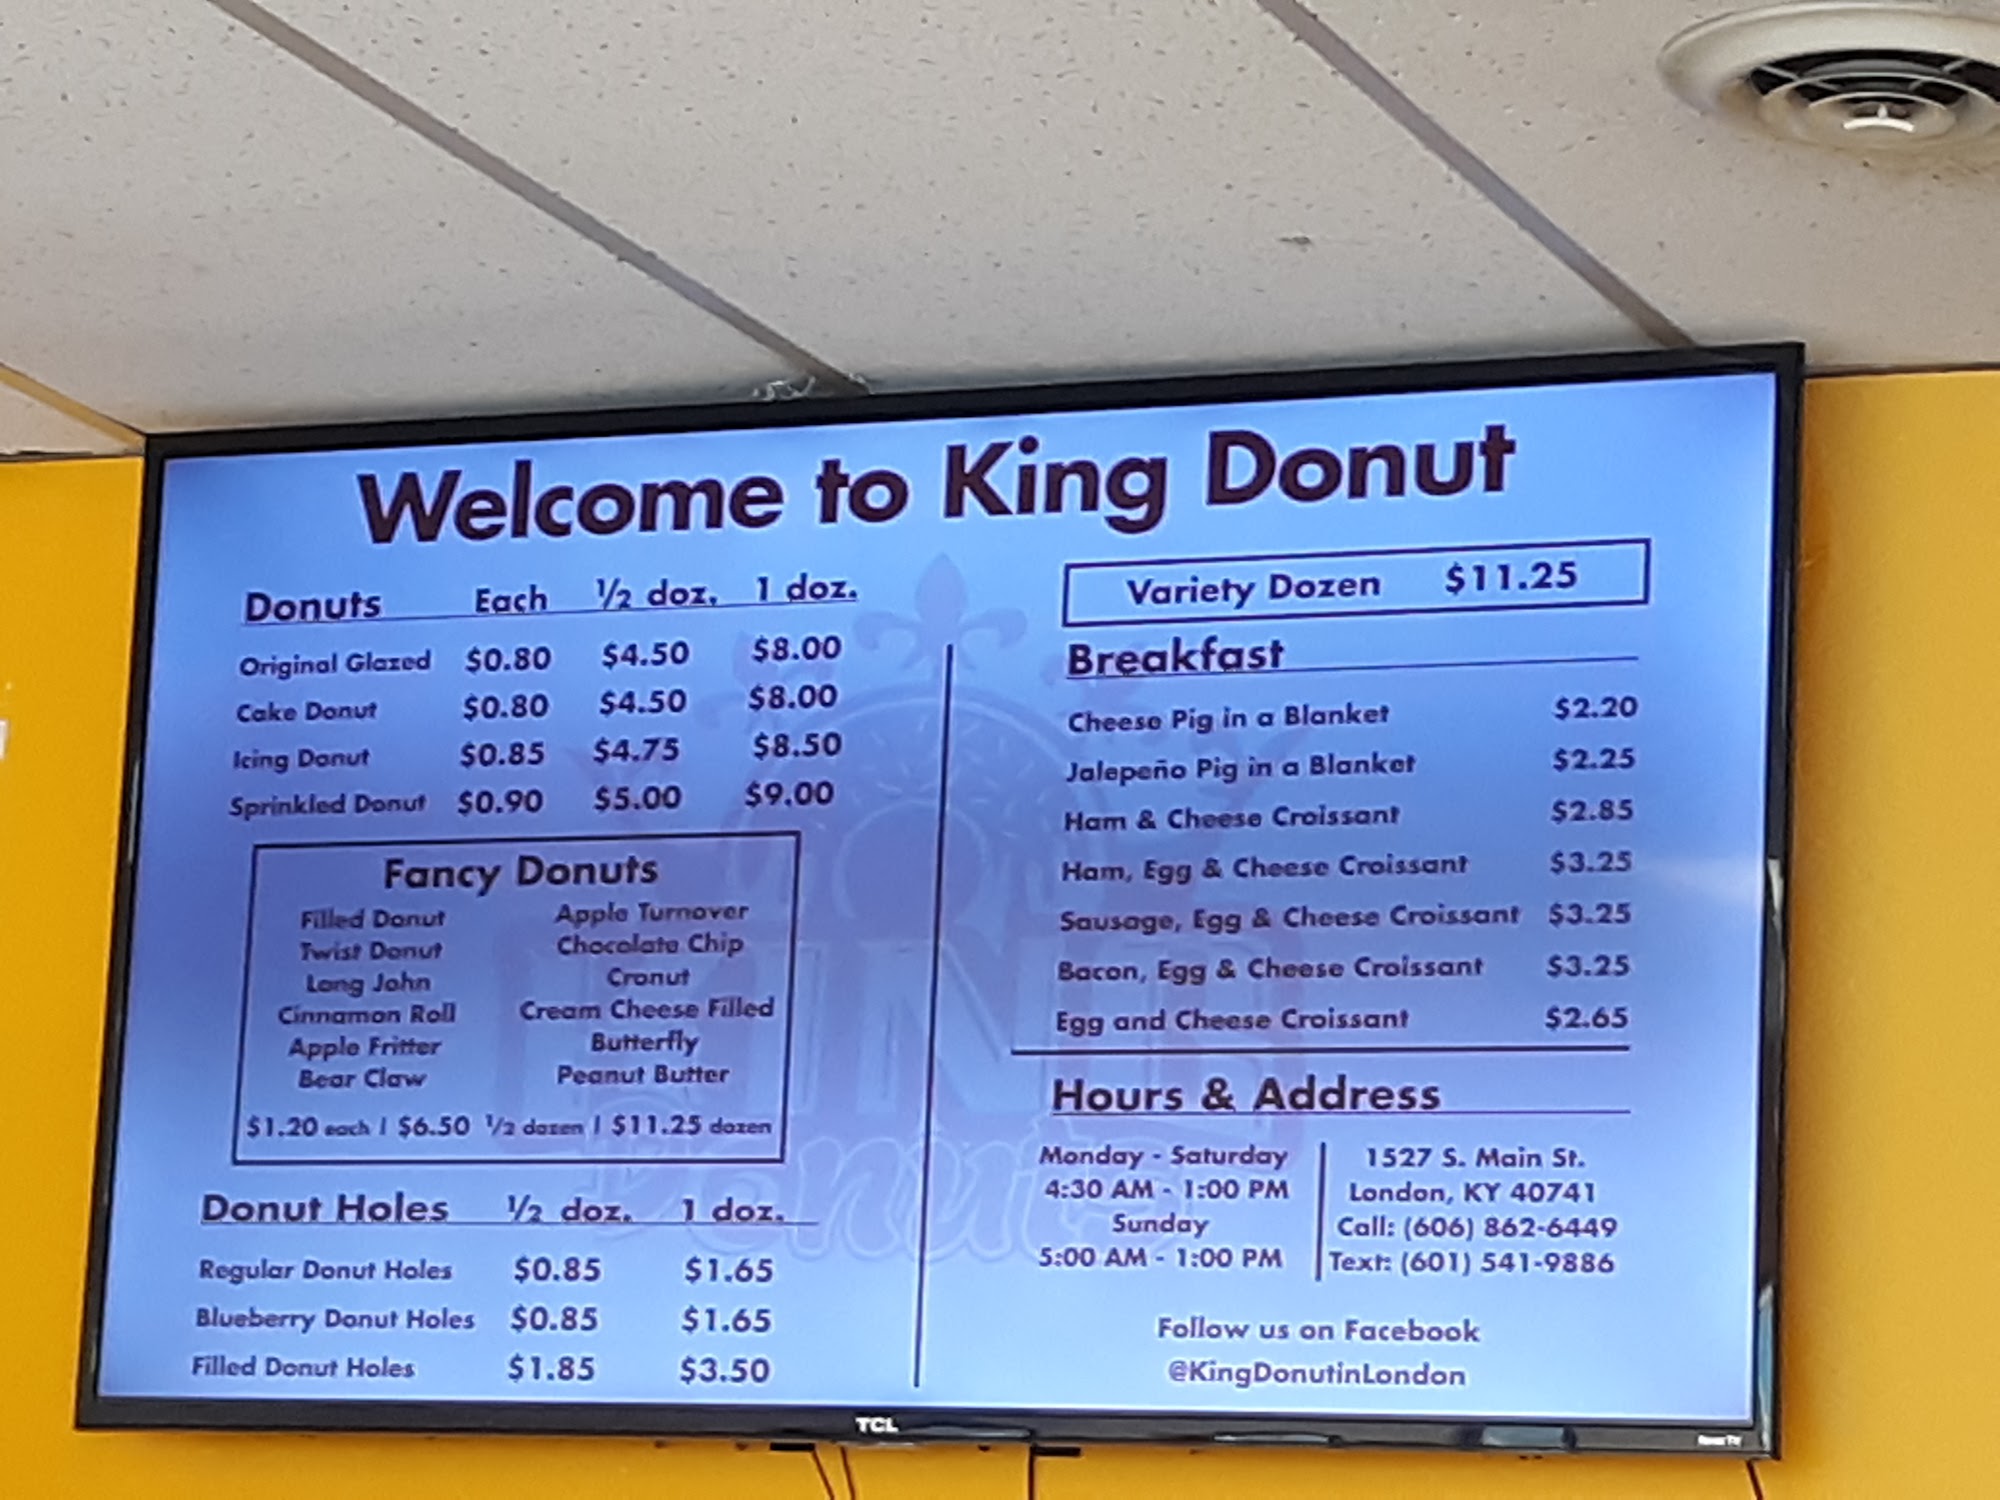 Welcome to King Donut
Donuts Each ½ doz. 1 doz.
Original Glazed $0.80 $4.50 $8.00
Cake Donut $0.80 $4.50 $8.00
Icing Donut $0.85 $4.75 $8.50
Sprinkled Donut $0.90 $5.00 $9.00
Fancy Donuts
Filled Donut
Twist Donut
Long John
Cinnamon Roll
Apple Fritter
Bear Claw
Apple Turnover
Chocolate Chip
Cronut
Cream Cheese Filled
Butterfly
Peanut Butter
$1.20 each | $6.50 ½ dozen | $11.25 dozen
Donut Holes ½ doz. 1 doz.
Regular Donut Holes $0.85 $1.65
Blueberry Donut Holes $0.85 $1.65
Filled Donut Holes $1.85 $3.50
Variety Dozen $11.25
Breakfast
Cheese Pig in a Blanket $2.20
Jalepeño Pig in a Blanket $2.25
Ham & Cheese Croissant $2.85
Ham, Egg & Cheese Croissant $3.25
Sausage, Egg & Cheese Croissant $3.25
Bacon, Egg & Cheese Croissant $3.25
Egg and Cheese Croissant $2.65
Hours & Address
Monday - Saturday
4:30 AM - 1:00 PM
Sunday
5:00 AM - 1:00 PM
1527 S. Main St.
London, KY 40741
Call: (606) 862-6449
Text: (601) 541-9886
Follow us on Facebook
@KingDonutinLondon
KING
Donuts
TCL
Roku TV